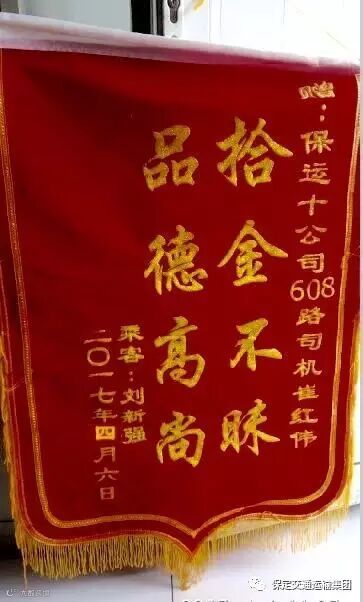 赠：保运十公司608路司机崔红伟
拾金不昧
品德高尚
乘客：刘新强
二〇一七年四月六日
保定交通运输集团